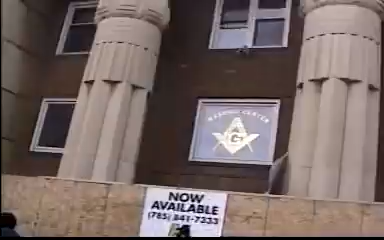 MASONIC CENTER
G
NOW
AVAILABLE
(785) 841-7333